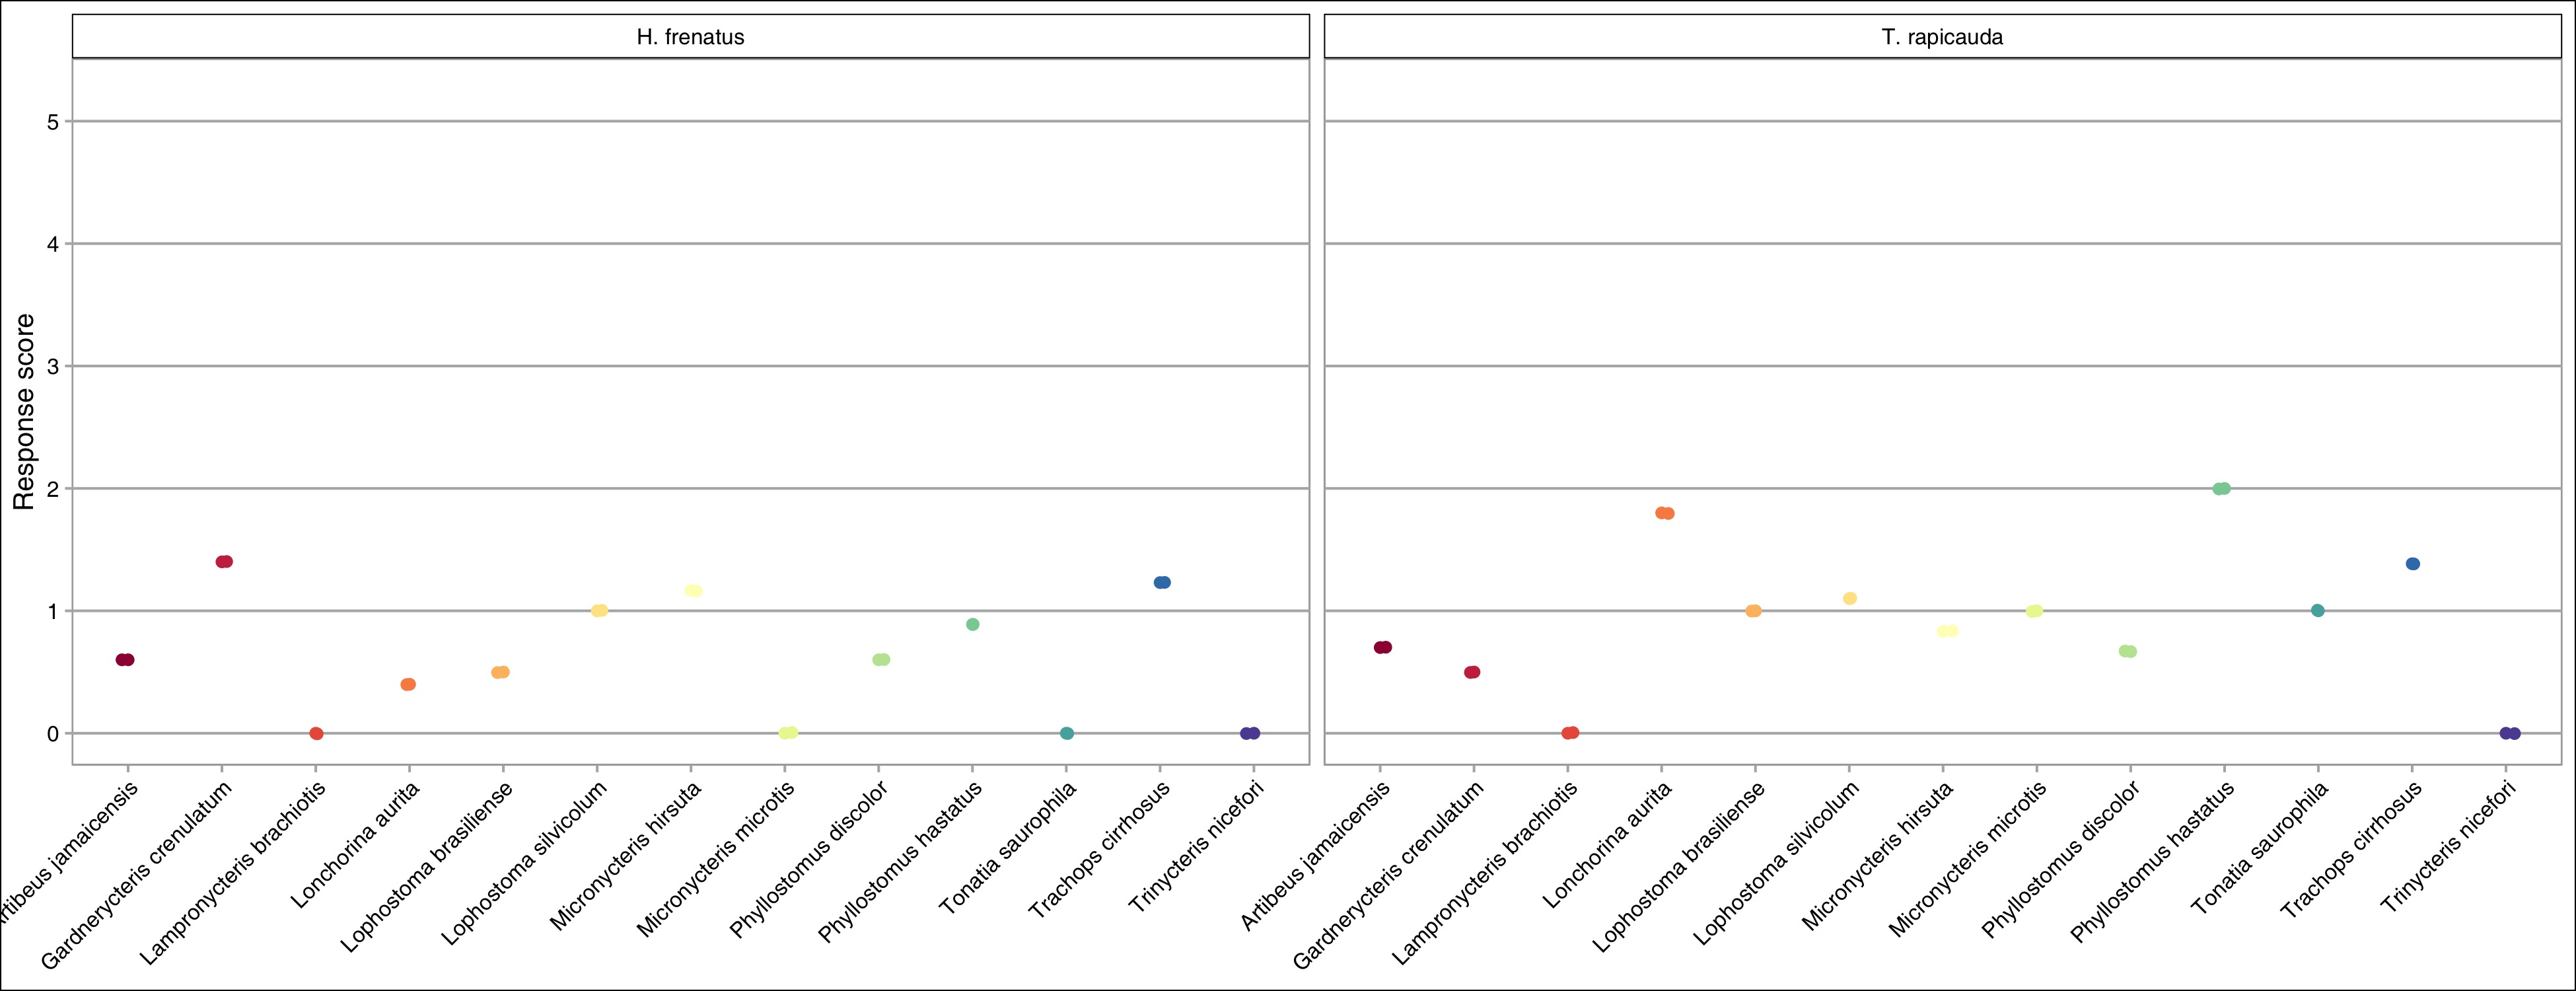 H. frenatus
T. rapicauda
Response score
5
4
3
2
1
0
Gardnerycteris crenulatum
Lampronycteris brachiotis
Lonchorina aurita
Lophostoma brasiliense
Lophostoma silvicolum
Micronycteris hirsuta
Micronycteris microtis
Phyllostomus discolor
Phyllostomus hastatus
Tonatia saurophila
Trachops cirrhosus
Trinycteris nicefori
Artibeus jamaicensis
Gardnerycteris crenulatum
Lampronycteris brachiotis
Lonchorina aurita
Lophostoma brasiliense
Lophostoma silvicolum
Micronycteris hirsuta
Micronycteris microtis
Phyllostomus discolor
Phyllostomus hastatus
Tonatia saurophila
Trachops cirrhosus
Trinycteris nicefori